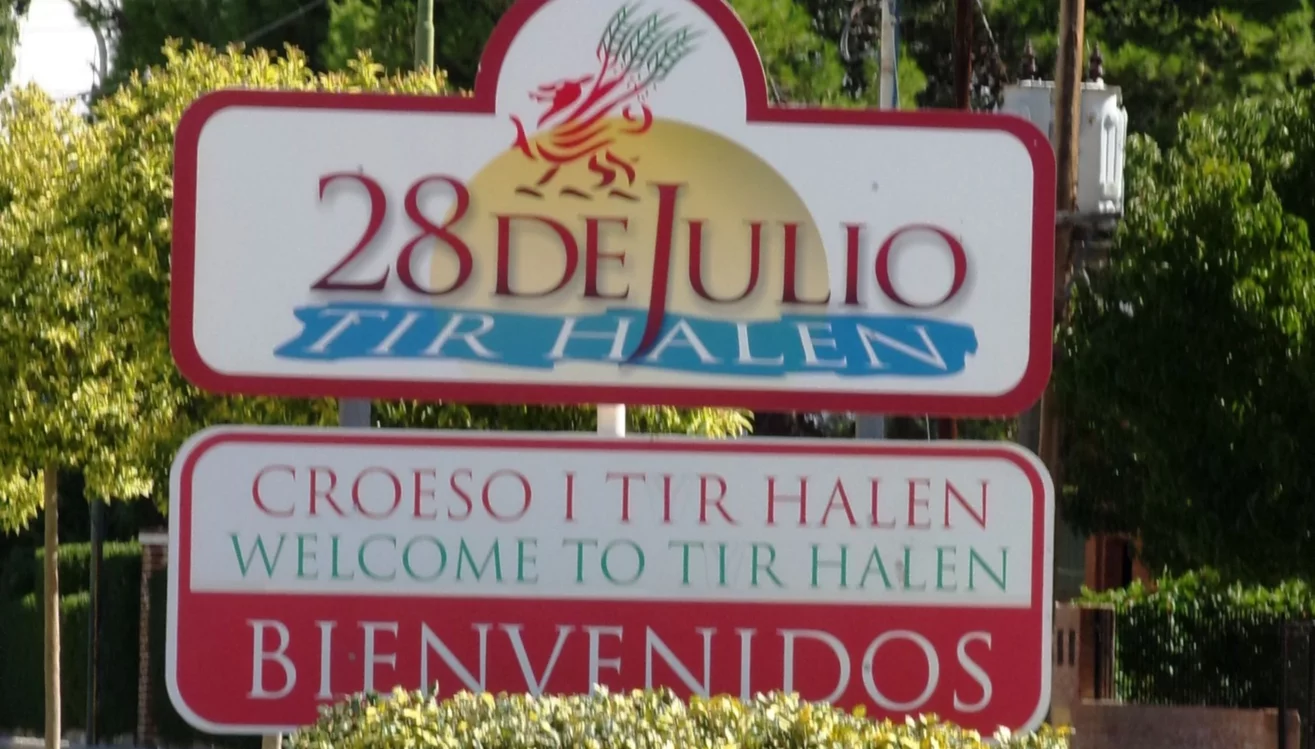 28 DE JULIO
TIR HALEN
CROESO I TIR HALEN
WELCOME TO TIR HALEN
BIENVENIDOS